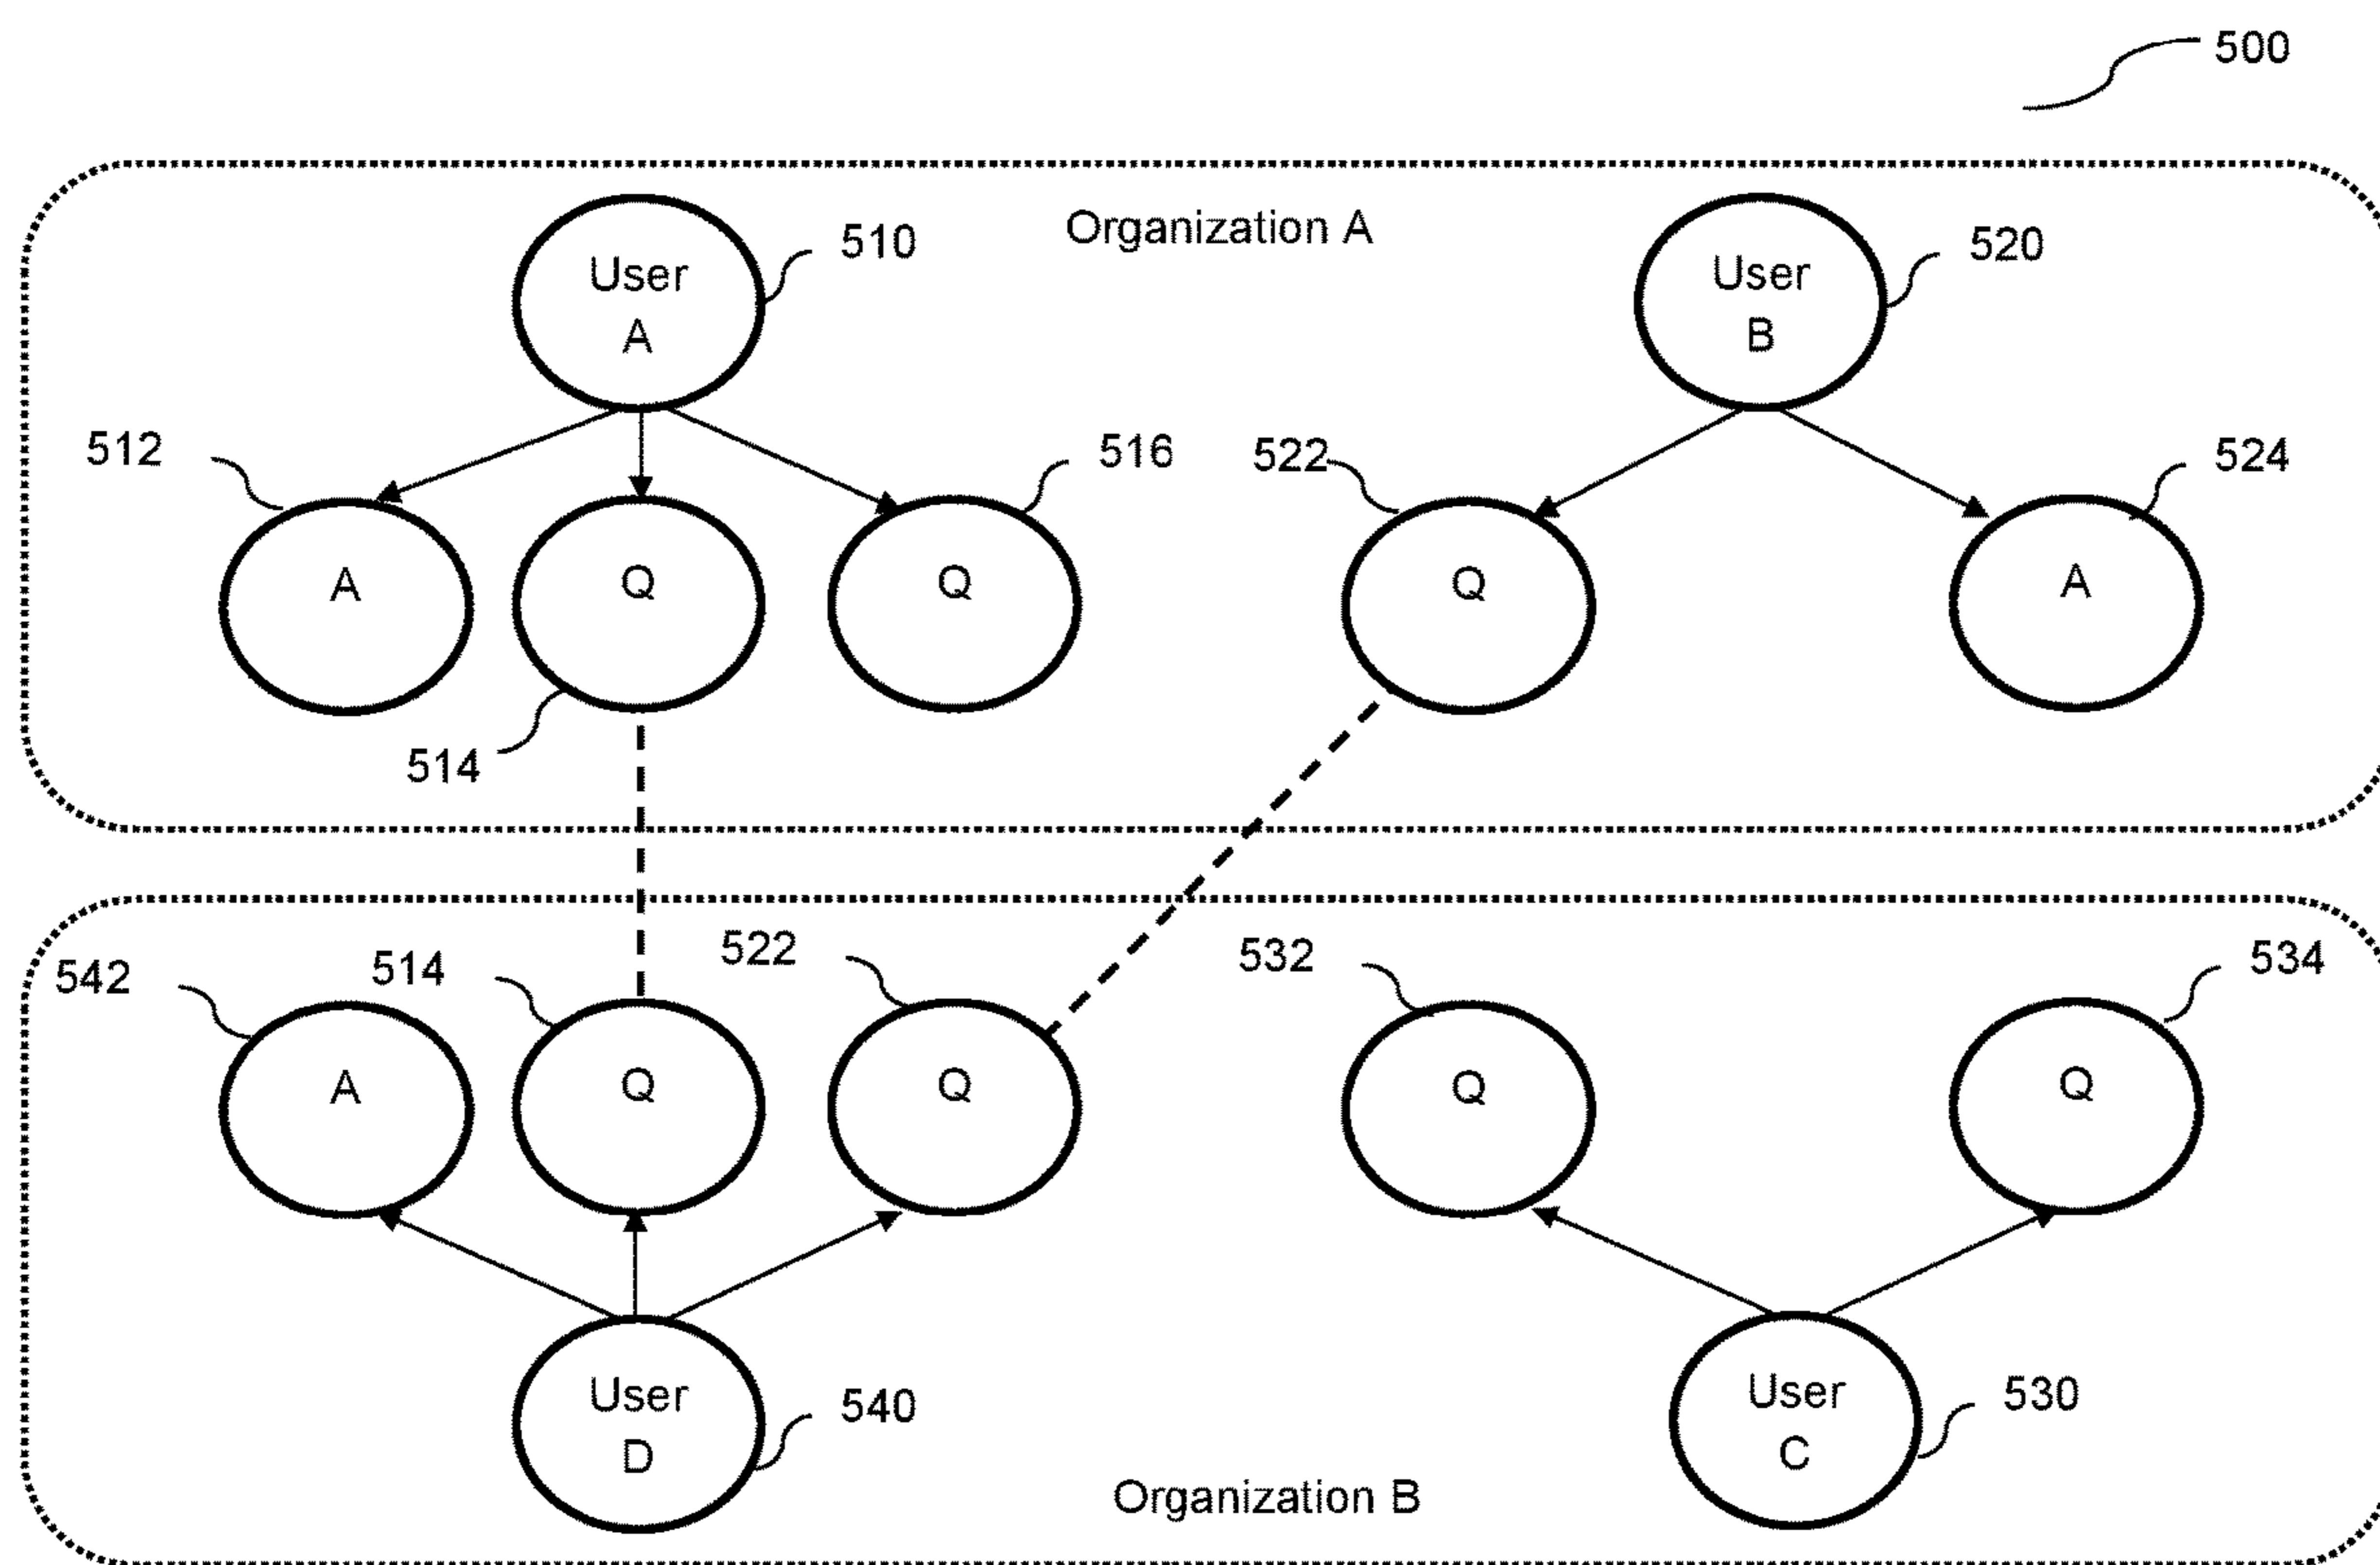 500
Organization A
User
A
510
User
B
520
512
516
522
524
A
Q
Q
Q
A
514
542
514
522
532
534
A
Q
Q
Q
Q
User
D
540
User
C
530
Organization B